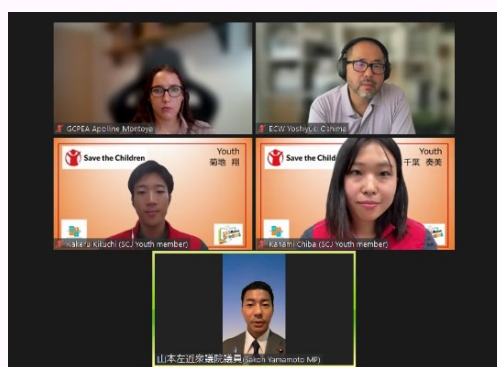 GCPEA Apolline Montoya
ECW Yoshiyuki Oshima
Save the Children
Youth
菊地 翔
Kakeru Kikuchi (SCJ Youth member)
Save the Child
Youth
千葉 奏美
Kanami Chiba (SCJ Youth member)
山本左近衆議院議員(Sakon Yamamoto MP)